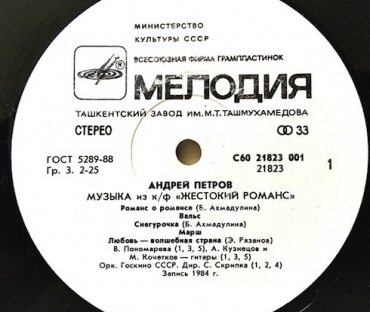 МИНИСТЕРСТВО
КУЛЬТУРЫ СССР
ВСЕСОЮЗНАЯ ФИРМА ГРАМПЛАСТИНОК
МЕЛОДИЯ
ТАШКЕНТСКИЙ ЗАВОД ИМ. М.Т. ТАШМУХАМЕДОВА
СТЕРЕО 33
ГОСТ 5289-88 С60 21823 001
Гр. 3. 2-25 21823 1
АНДРЕЙ ПЕТРОВ
МУЗЫКА из к/ф «ЖЕСТОКИЙ РОМАНС»
Романс о романсе (Б. Ахмадулина)
Вальс
Снегурочка (Б. Ахмадулина)
Марш
Любовь — волшебная страна (Э. Рязанов)
В. Пономарева (1, 3, 5), А. Кузнецов и
М. Кочетков — гитары (1, 3, 5)
Орк. Госкино СССР. Дир. С. Скрипка (1, 2, 4)
Запись 1984 г.